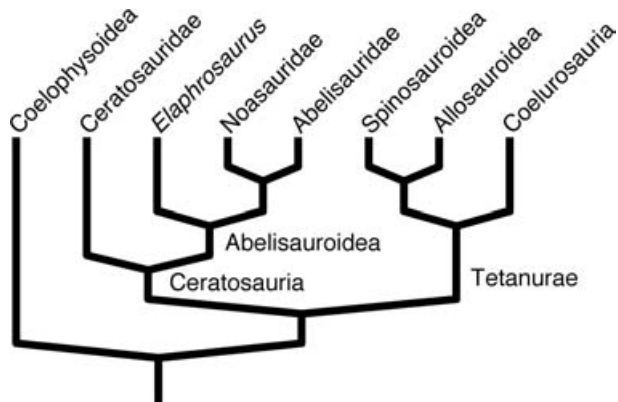 Coelophysoidea
Ceratosauridae
Elaphrosaurus
Noasauridae
Abelisauridae
Spinosauroidea
Allosauroidea
Coelurosauria
Abelisauroidea
Ceratosauria
Tetanurae